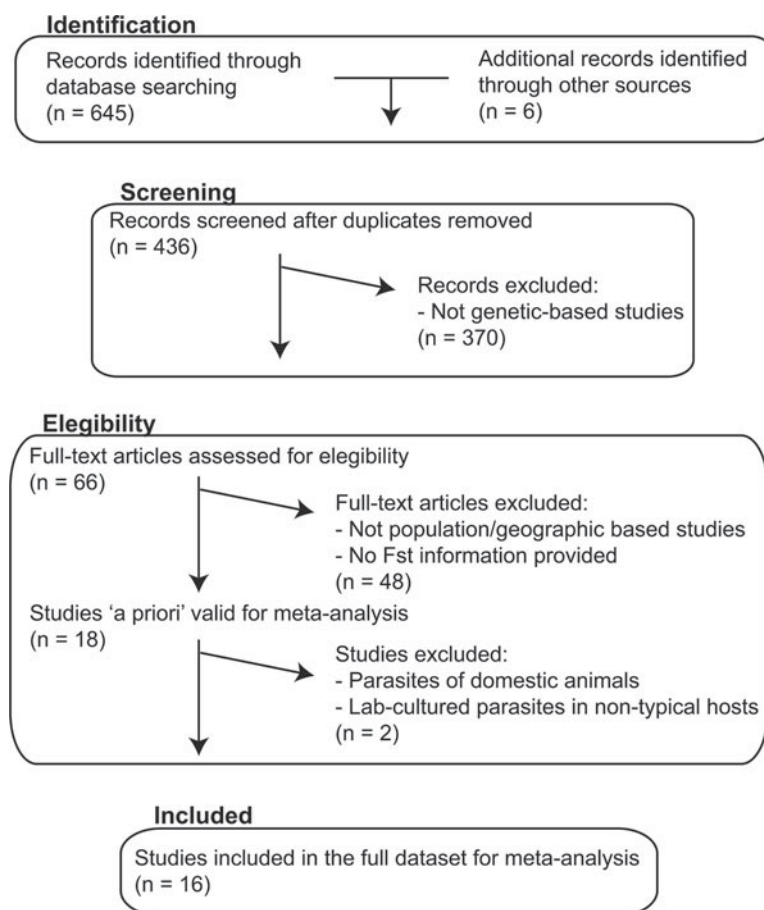 Identification
Records identified through
database searching
(n = 645)
Additional records identified
through other sources
(n = 6)
Screening
Records screened after duplicates removed
(n = 436)
Records excluded:
- Not genetic-based studies
(n = 370)
Elegibility
Full-text articles assessed for elegibility
(n = 66)
Full-text articles excluded:
- Not population/geographic based studies
- No Fst information provided
(n = 48)
Studies ‘a priori’ valid for meta-analysis
(n = 18)
Studies excluded:
- Parasites of domestic animals
- Lab-cultured parasites in non-typical hosts
(n = 2)
Included
Studies included in the full dataset for meta-analysis
(n = 16)